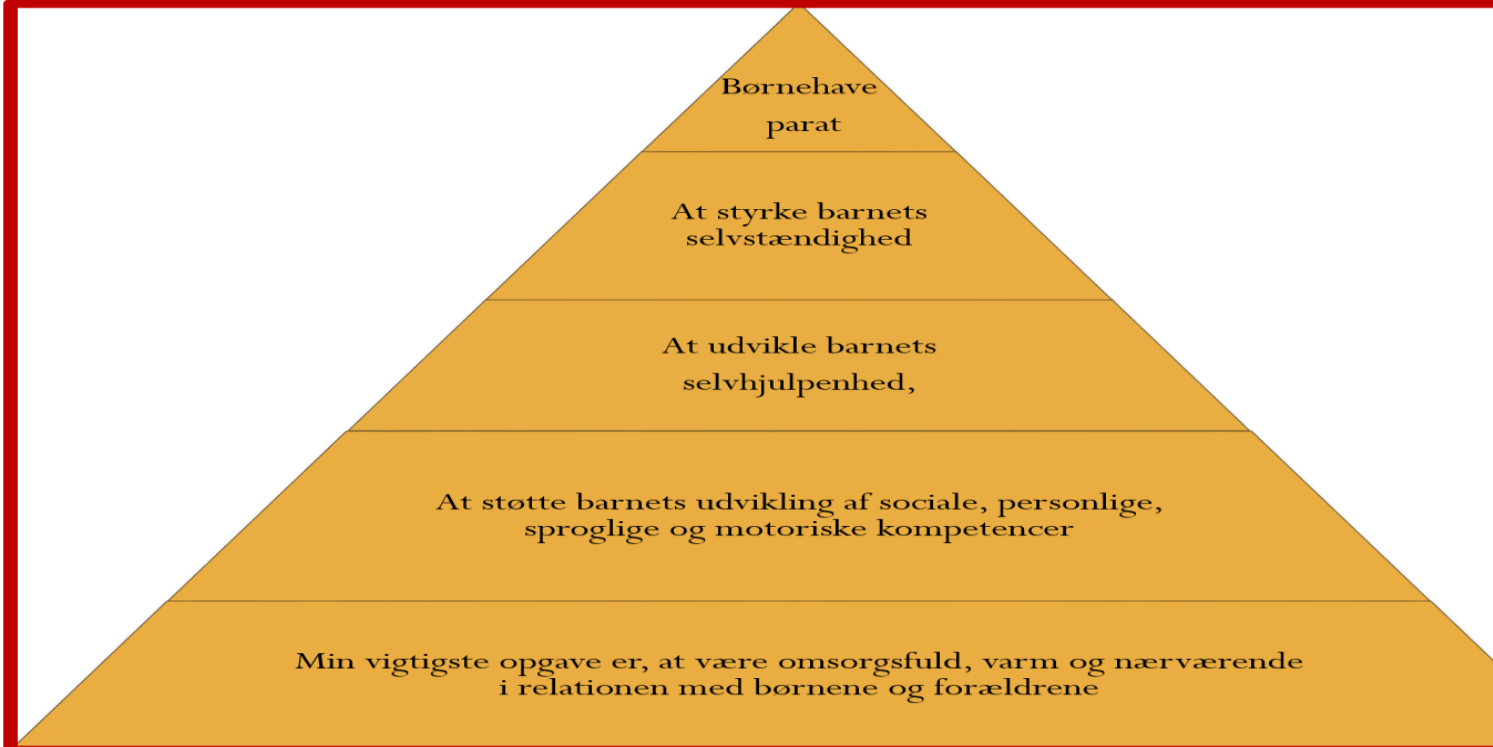 Børnehave
parat
At styrke barnets
selvstændighed
At udvikle barnets
selvhjulpenhed,
At støtte barnets udvikling af sociale, personlige,
sproglige og motoriske kompetencer
Min vigtigste opgave er, at være omsorgsfuld, varm og nærværende
i relationen med børnene og forældrene